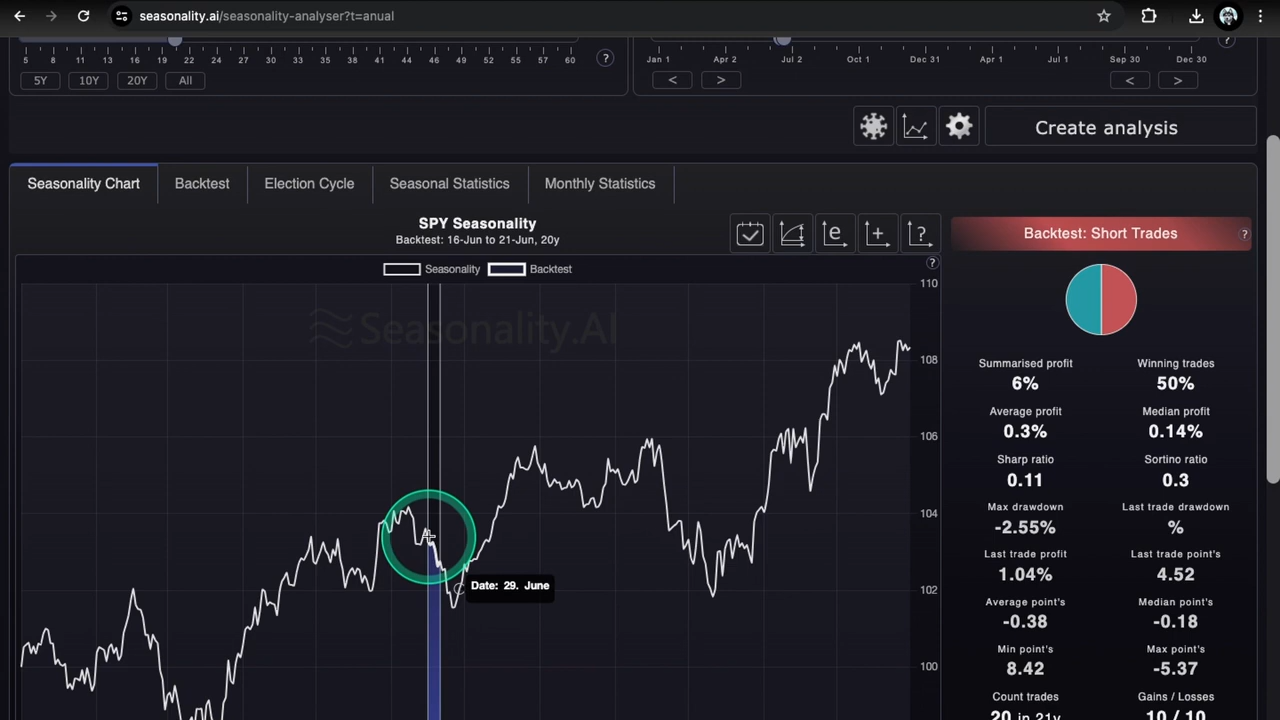 seasonality.ai/seasonality-analyser?t=anual
5 8 11 13 16 19 22 24 27 30 33 35 38 41 44 46 49 52 55 57 60
?
Jan 1 Apr 2 Jul 2 Oct 1 Dec 31 Apr 1 Jul 1 Sep 30 Dec 30
?
5Y 10Y 20Y All
< > < >
Create analysis
Seasonality Chart Backtest Election Cycle Seasonal Statistics Monthly Statistics
SPY Seasonality
Backtest: 16-Jun to 21-Jun, 20y
e + ?
Backtest: Short Trades ?
Seasonality Backtest
?
110
Seasonality.AI
108
106
104
102
100
Date: 29. June
Summarised profit Winning trades
6% 50%
Average profit Median profit
0.3% 0.14%
Sharp ratio Sortino ratio
0.11 0.3
Max drawdown Last trade drawdown
-2.55% %
Last trade profit Last trade points
1.04% 4.52
Average point's Median point's
-0.38 -0.18
Min point's Max point's
8.42 -5.37
Count trades Gains / Losses
20 in 21y 10 / 10